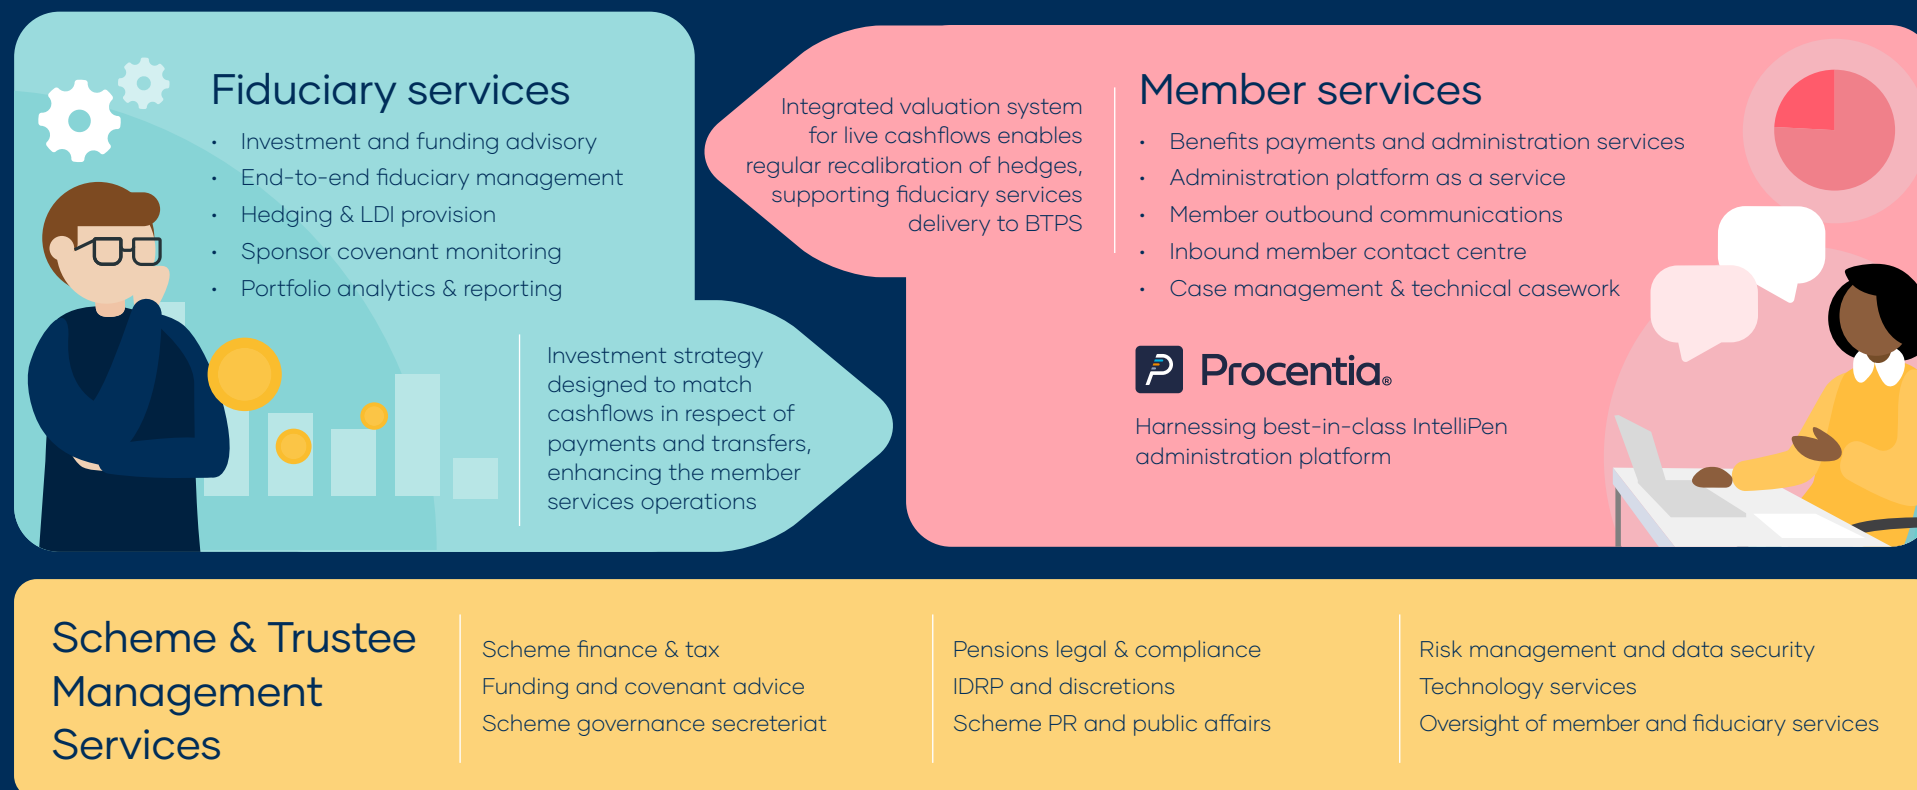 Fiduciary services
• Investment and funding advisory
• End-to-end fiduciary management
• Hedging & LDI provision
• Sponsor covenant monitoring
• Portfolio analytics & reporting
Investment strategy
designed to match
cashflows in respect of
payments and transfers,
enhancing the member
services operations
Integrated valuation system
for live cashflows enables
regular recalibration of hedges,
supporting fiduciary services
delivery to BTPS
Member services
• Benefits payments and administration services
• Administration platform as a service
• Member outbound communications
• Inbound member contact centre
• Case management & technical casework
Procentia®
Harnessing best-in-class IntelliPen
administration platform
Scheme & Trustee
Management
Services
Scheme finance & tax
Funding and covenant advice
Scheme governance secreteriat
Pensions legal & compliance
IDRP and discretions
Scheme PR and public affairs
Risk management and data security
Technology services
Oversight of member and fiduciary services